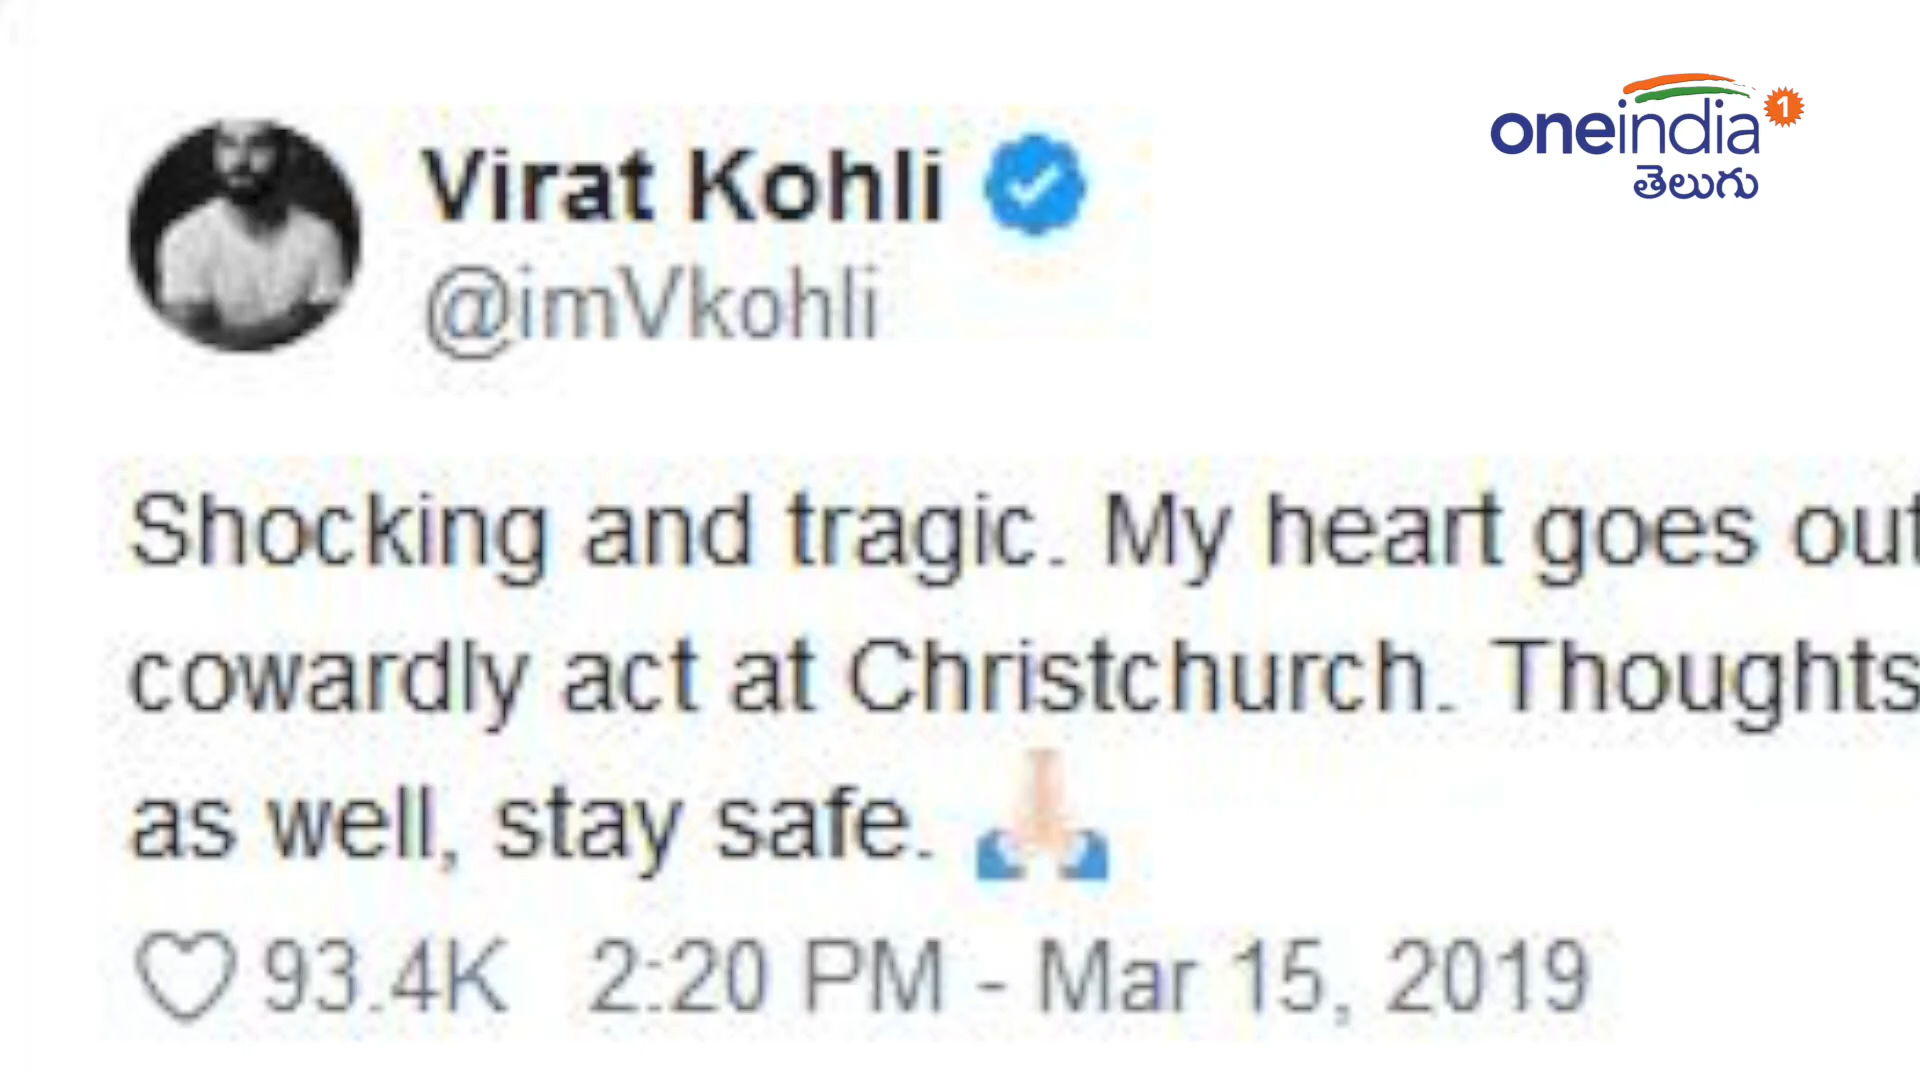 Virat Kohli
@imVkohli
oneindia 1
తెలుగు
Shocking and tragic. My heart goes out
cowardly act at Christchurch. Thoughts
as well, stay safe. 🙏
93.4K 2:20 PM - Mar 15, 2019